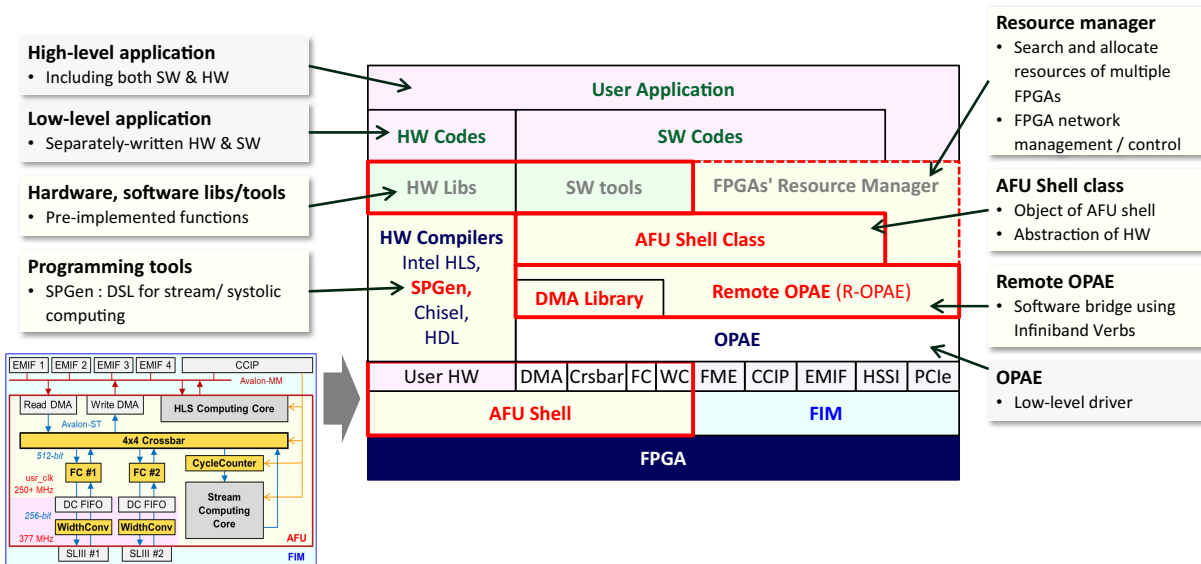 High-level application
• Including both SW & HW
Low-level application
• Separately-written HW & SW
Hardware, software libs/tools
• Pre-implemented functions
Programming tools
• SPGen : DSL for stream/ systolic
computing
User Application
HW Codes
SW Codes
HW Libs
SW tools
FPGAs' Resource Manager
HW Compilers
Intel HLS,
SPGen,
Chisel,
HDL
AFU Shell Class
DMA Library
Remote OPAE (R-OPAE)
OPAE
User HW
DMA
Crsbar
FC
WC
FME
CCIP
EMIF
HSSI
PCIe
AFU Shell
FIM
FPGA
Resource manager
• Search and allocate
resources of multiple
FPGAs
• FPGA network
management / control
AFU Shell class
• Object of AFU shell
• Abstraction of HW
Remote OPAE
• Software bridge using
Infiniband Verbs
OPAE
• Low-level driver
EMIF 1
EMIF 2
EMIF 3
EMIF 4
CCIP
Avalon-MM
Read DMA
Write DMA
HLS Computing Core
Avalon-ST
4x4 Crossbar
512-bit
FC #1
FC #2
CycleCounter
usr_clk
250+ MHz
DC FIFO
DC FIFO
Stream
Computing
Core
256-bit
WidthConv
WidthConv
377 MHz
AFU
SLIII #1
SLIII #2
FIM